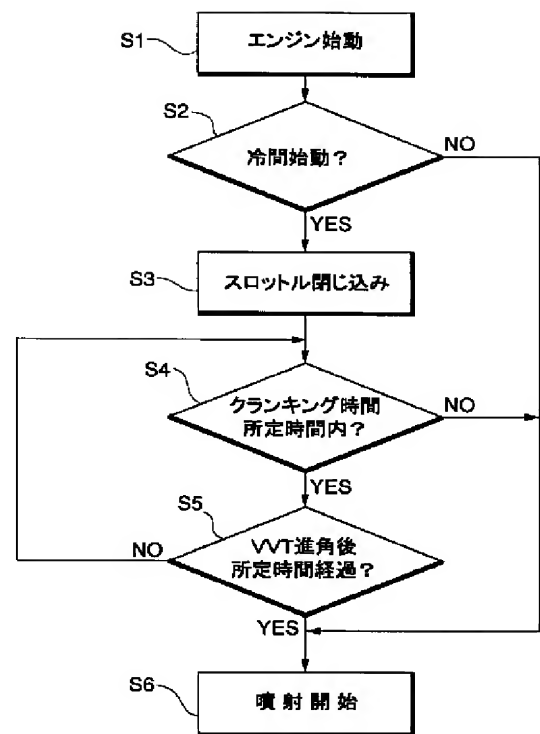 S1
エンジン始動
S2
冷間始動？
NO
YES
S3
スロットル閉じ込み
S4
クランキング時間
所定時間内？
NO
YES
S5
VVT進角後
所定時間経過？
NO
YES
S6
噴射開始